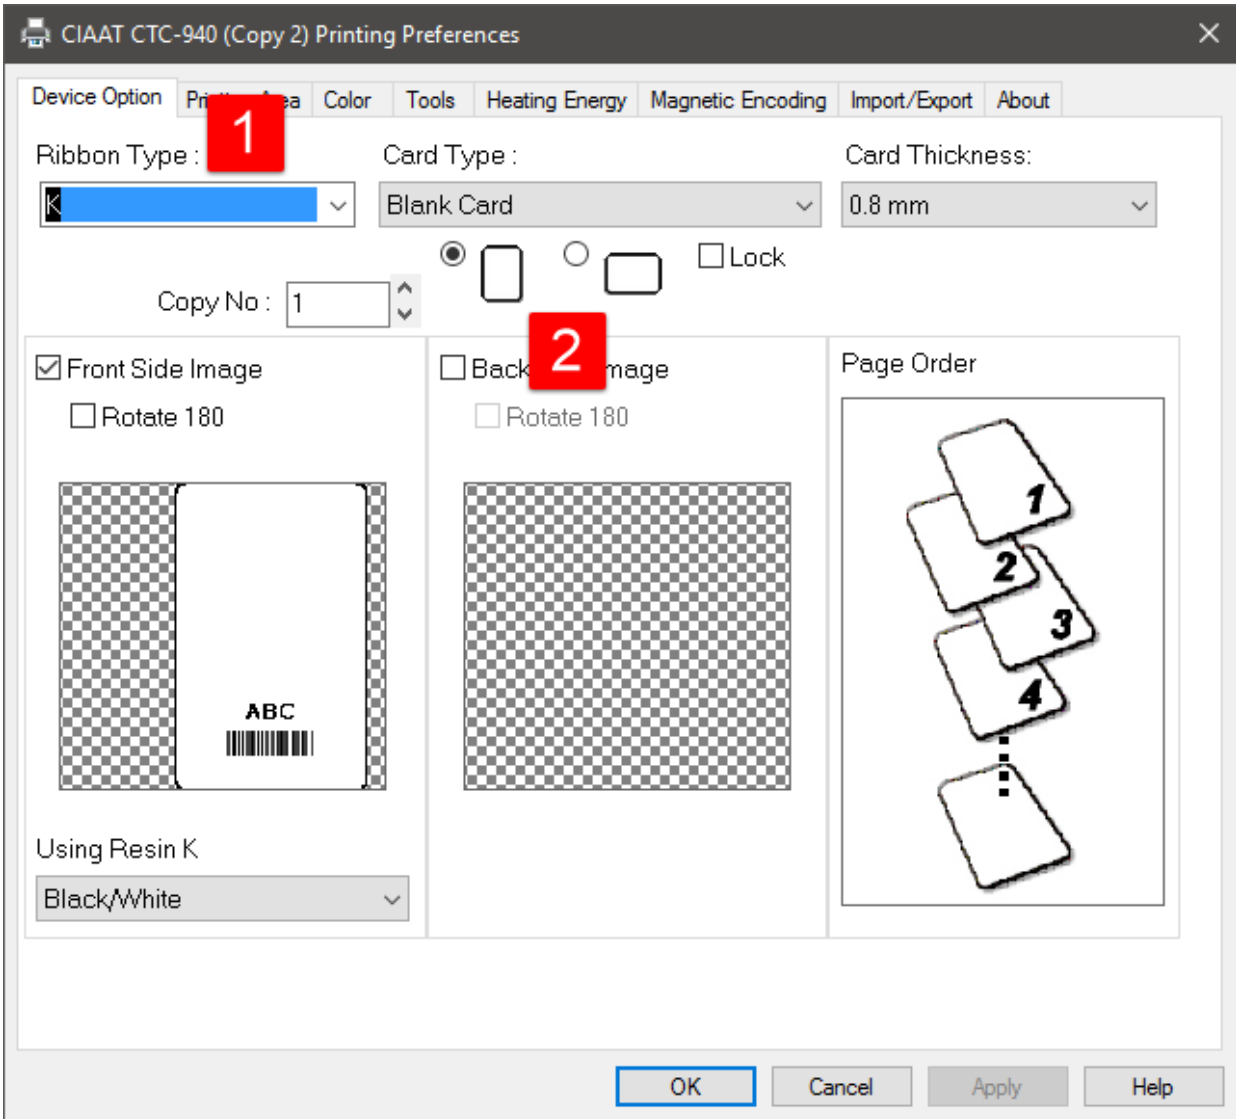 CIAAT CTC-940 (Copy 2) Printing Preferences
Device Option Color Tools Heating Energy Magnetic Encoding Import/Export About
1
Ribbon Type : Card Type : Card Thickness:
K Blank Card 0.8 mm
Lock
Copy No : 1
2
Front Side Image Back Page Order
Rotate 180 Rotate 180
1
2
3
4
ABC
Using Resin K
Black/White
OK Cancel Apply Help